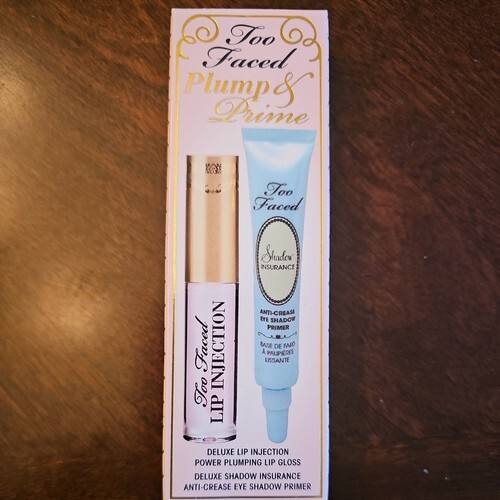 Too
Faced
Plump &
Prime
Too
Faced
Shadow
INSURANCE
ANTI-CREASE
EYE SHADOW
PRIMER
BASE DE FARD
À PAUPIÈRES
LISSANTE
Too Faced
LIP INJECTION
DELUXE LIP INJECTION
POWER PLUMPING LIP GLOSS
DELUXE SHADOW INSURANCE
ANTI-CREASE EYE SHADOW PRIMER